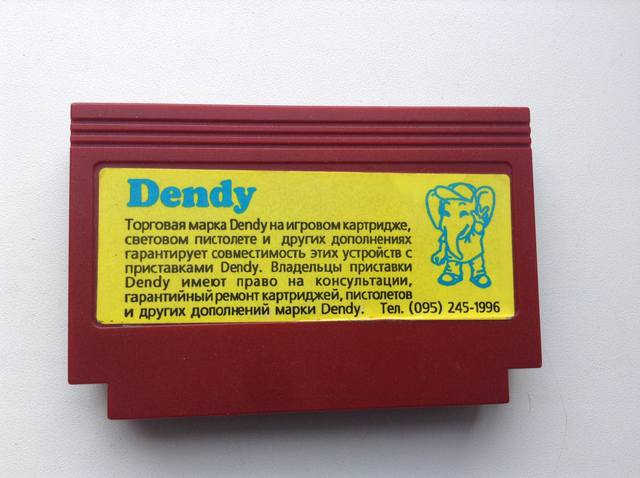 Dendy
Торговая марка Dendy на игровом картридже,
световом пистолете и других дополнениях
гарантирует совместимость этих устройств с
приставками Dendy. Владельцы приставки
Dendy имеют право на консультации,
гарантийный ремонт картриджей, пистолетов
и других дополнений марки Dendy. Тел. (095) 245-1996